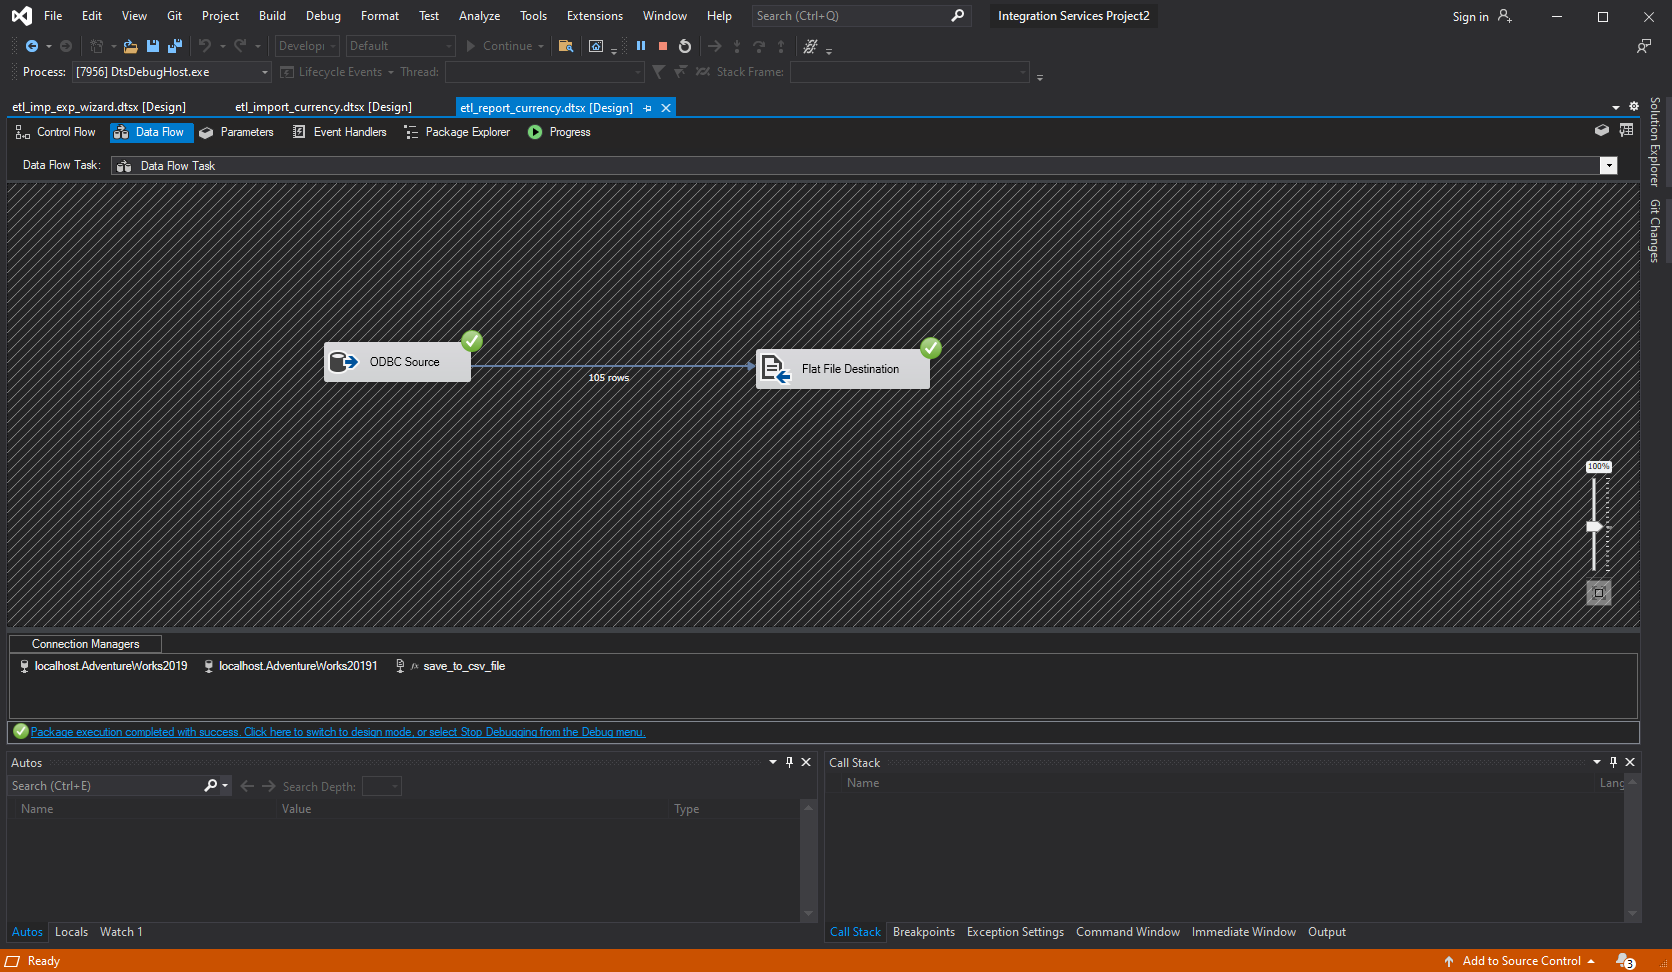 File Edit View Git Project Build Debug Format Test Analyze Tools Extensions Window Help Search (Ctrl+Q) Integration Services Project2 Sign in
Develop Default Continue
Process: [7956] DtsDebugHost.exe Lifecycle Events Thread: Stack Frame:
etl_imp_exp_wizard.dtsx [Design] etl_import_currency.dtsx [Design] etl_report_currency.dtsx [Design]
Control Flow Data Flow Parameters Event Handlers Package Explorer Progress
Data Flow Task: Data Flow Task
Solution Explorer
Git Changes
ODBC Source
105 rows
Flat File Destination
100%
Connection Managers
localhost.AdventureWorks2019 localhost.AdventureWorks20191 fx save_to_csv_file
Package execution completed with success. Click here to switch to design mode, or select Stop Debugging from the Debug menu.
Autos
Search (Ctrl+E) Search Depth:
Name Value Type
Autos Locals Watch 1
Call Stack
Name Lang
Call Stack Breakpoints Exception Settings Command Window Immediate Window Output
Ready Add to Source Control 3